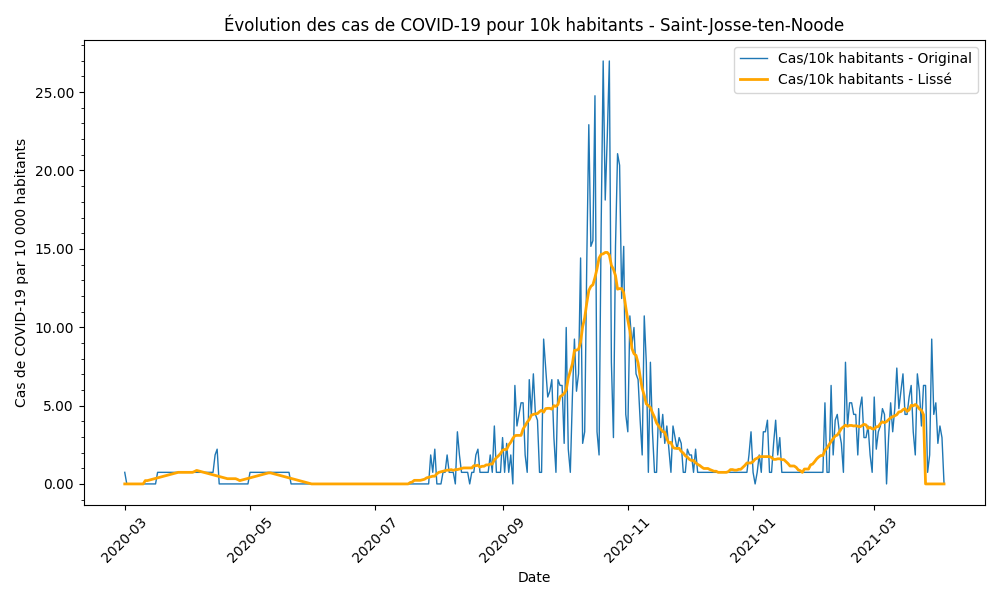 Évolution des cas de COVID-19 pour 10k habitants - Saint-Josse-ten-Noode
Cas/10k habitants - Original
Cas/10k habitants - Lissé
Cas de COVID-19 par 10 000 habitants
25.00
20.00
15.00
10.00
5.00
0.00
2020-03
2020-05
2020-07
2020-09
2020-11
2021-01
2021-03
Date